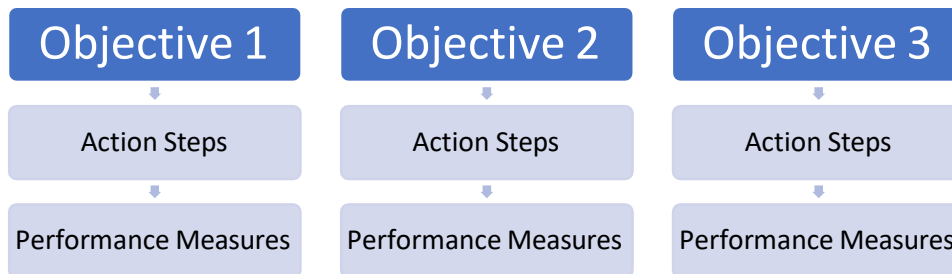 Objective 1
Action Steps
Performance Measures
Objective 2
Action Steps
Performance Measures
Objective 3
Action Steps
Performance Measures